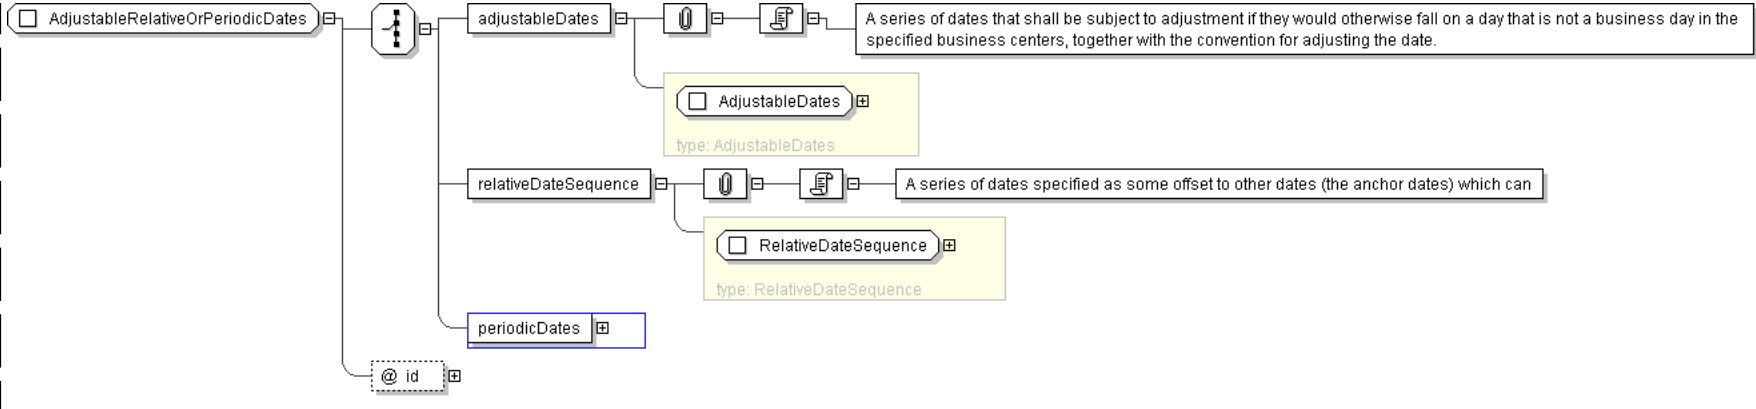 AdjustableRelativeOrPeriodicDates
adjustableDates
A series of dates that shall be subject to adjustment if they would otherwise fall on a day that is not a business day in the
specified business centers, together with the convention for adjusting the date.
AdjustableDates
type: AdjustableDates
relativeDateSequence
A series of dates specified as some offset to other dates (the anchor dates) which can
RelativeDateSequence
type: RelativeDateSequence
periodicDates
@ id